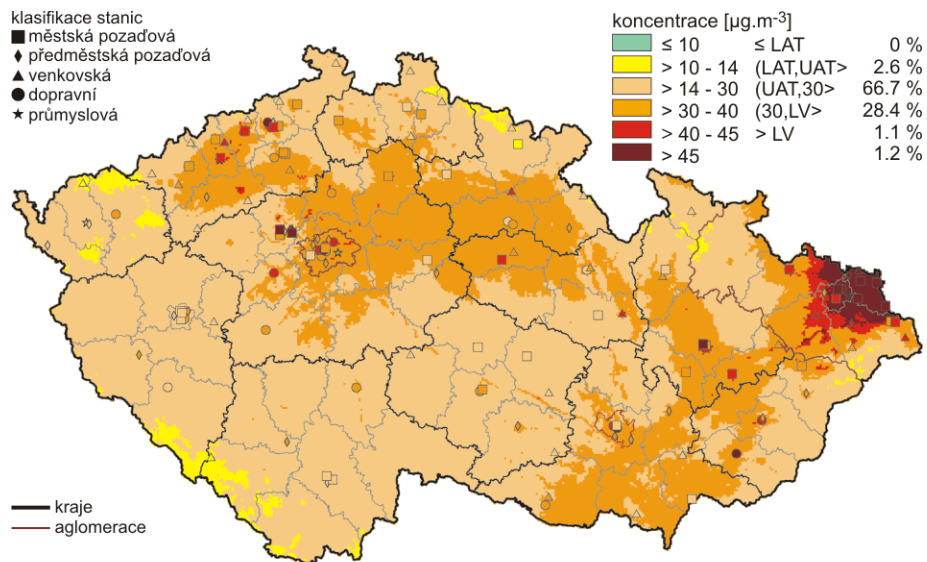 klasifikace stanic
městská pozaďová
předměstská pozaďová
venkovská
dopravní
průmyslová
koncentrace [µg.m-3]
≤ 10 ≤ LAT 0 %
> 10 - 14 (LAT,UAT> 2.6 %
> 14 - 30 (UAT,30> 66.7 %
> 30 - 40 (30,LV> 28.4 %
> 40 - 45 > LV 1.1 %
> 45 1.2 %
kraje
aglomerace